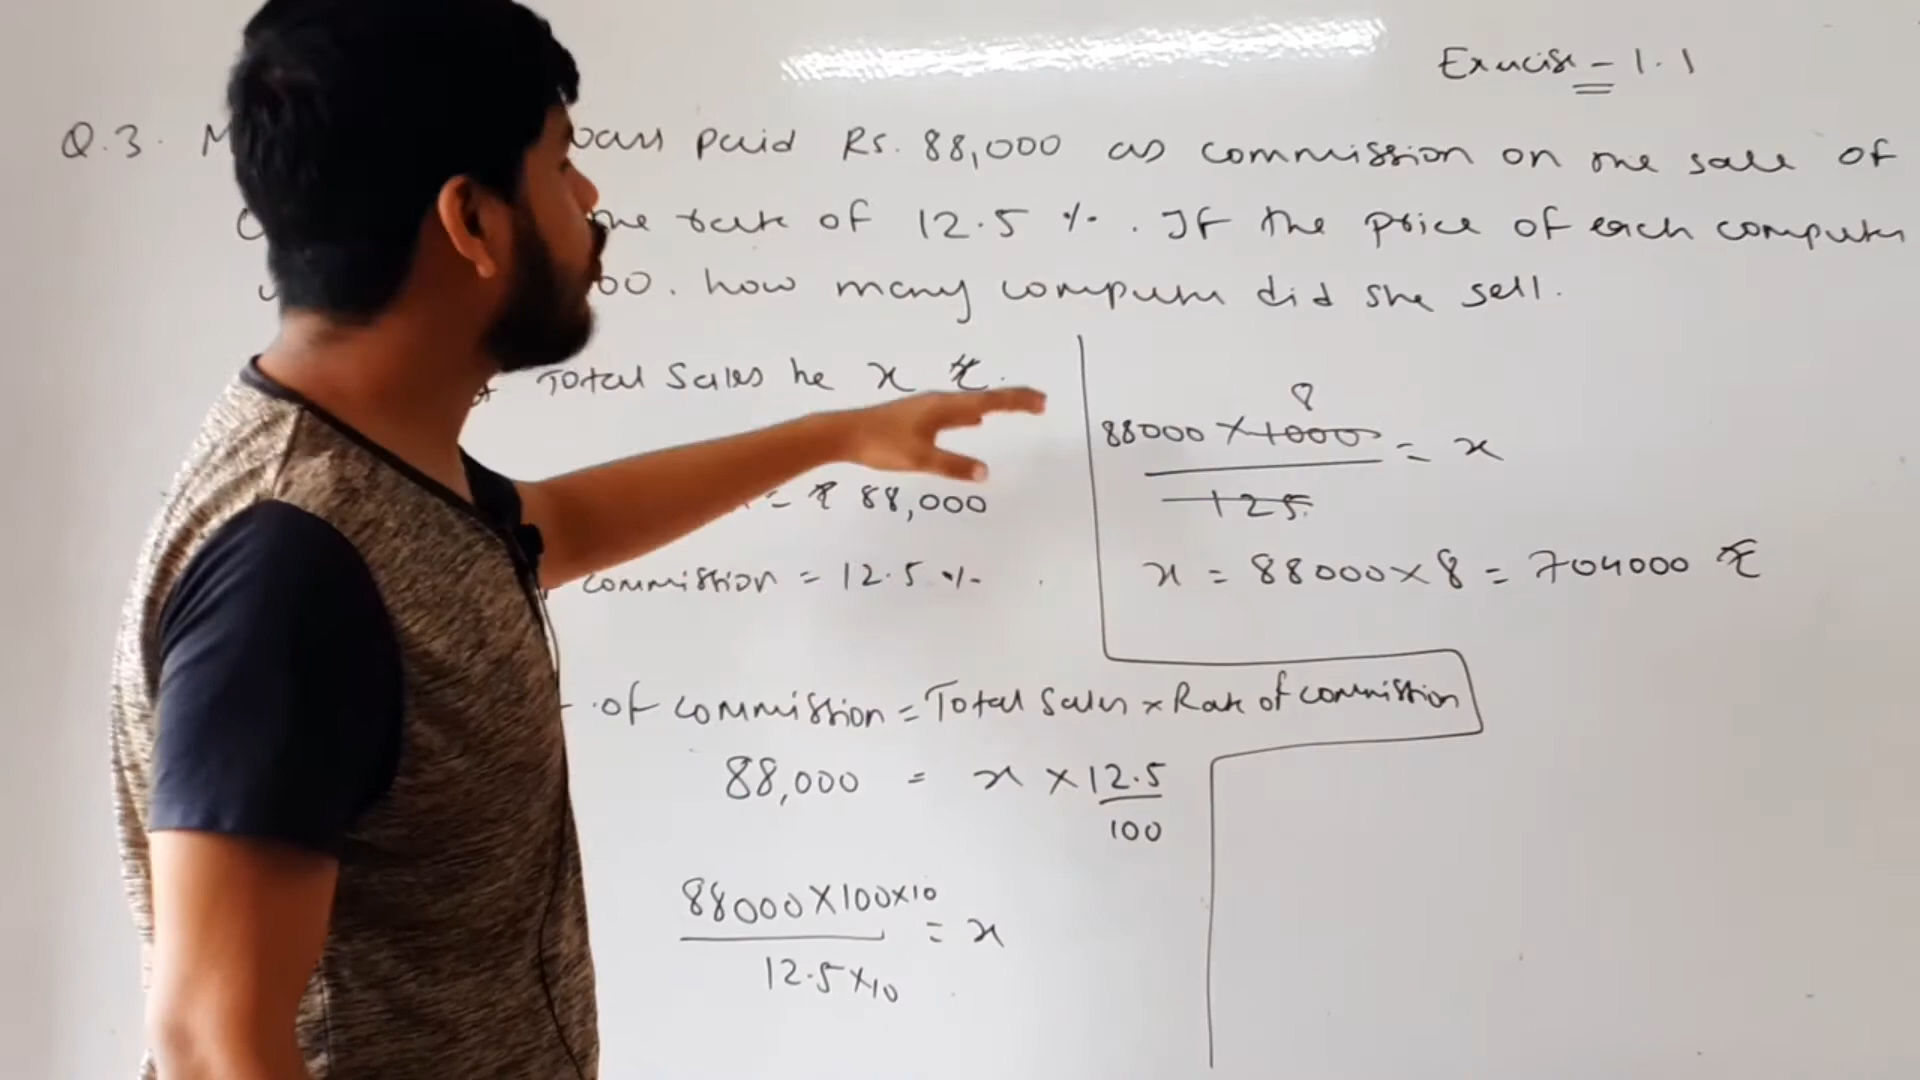 Exercise - 1.1
Q.3. M paid Rs. 88,000 as commission on the sale of
the rate of 12.5 %. If the price of each computer
00. how many computer did she sell.
of Total Sales be x ₹.
= ₹ 88,000
commission = 12.5 %
of commission = Total Sales × Rate of commission
88,000 = x × 12.5
100
88000 × 100 × 10
= x
12.5 × 10
8
88000 × 1000
= x
125
x = 88000 × 8 = 704000 ₹